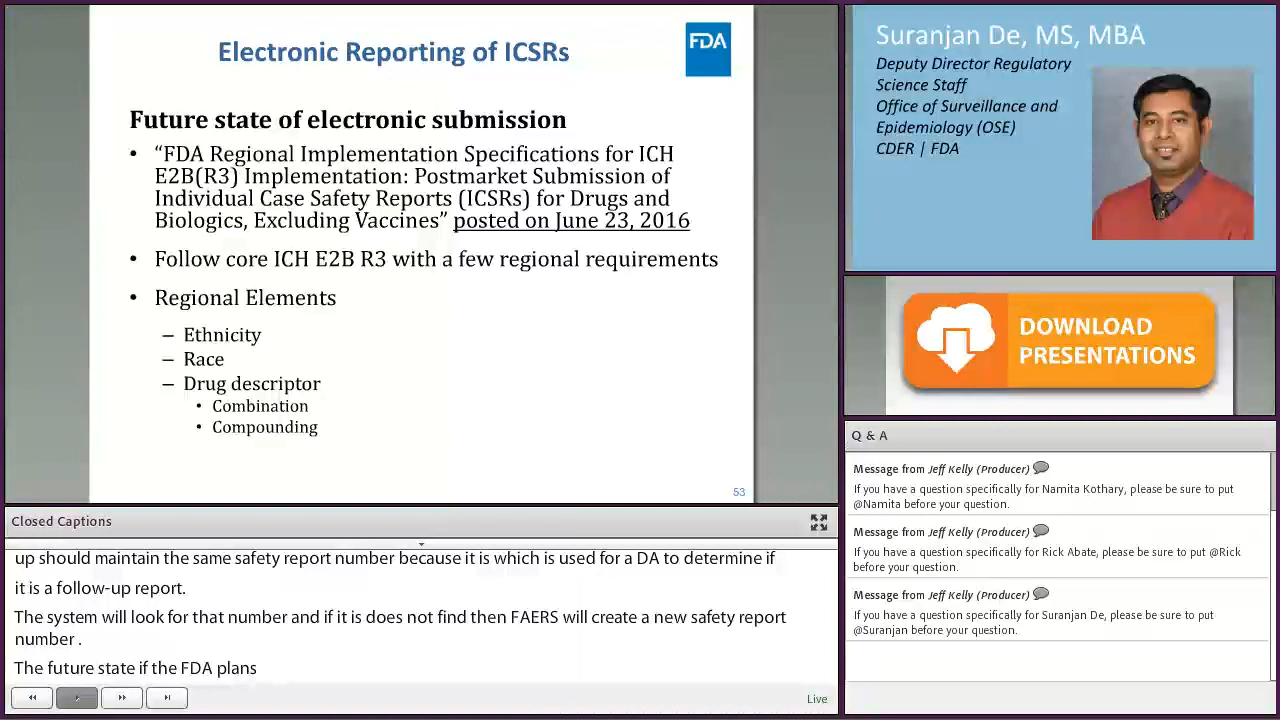 Electronic Reporting of ICSRs
FDA
Future state of electronic submission
• “FDA Regional Implementation Specifications for ICH
E2B(R3) Implementation: Postmarket Submission of
Individual Case Safety Reports (ICSRs) for Drugs and
Biologics, Excluding Vaccines” posted on June 23, 2016
• Follow core ICH E2B R3 with a few regional requirements
• Regional Elements
– Ethnicity
– Race
– Drug descriptor
• Combination
• Compounding
53
Suranjan De, MS, MBA
Deputy Director Regulatory
Science Staff
Office of Surveillance and
Epidemiology (OSE)
CDER | FDA
DOWNLOAD
PRESENTATIONS
Q & A
Message from Jeff Kelly (Producer)
If you have a question specifically for Namita Kothary, please be sure to put
@Namita before your question.
Message from Jeff Kelly (Producer)
If you have a question specifically for Rick Abate, please be sure to put @Rick
before your question.
Message from Jeff Kelly (Producer)
If you have a question specifically for Suranjan De, please be sure to put
@Suranjan before your question.
Closed Captions
up should maintain the same safety report number because it is which is used for a DA to determine if
it is a follow-up report.
The system will look for that number and if it is does not find then FAERS will create a new safety report
number .
The future state if the FDA plans
Live